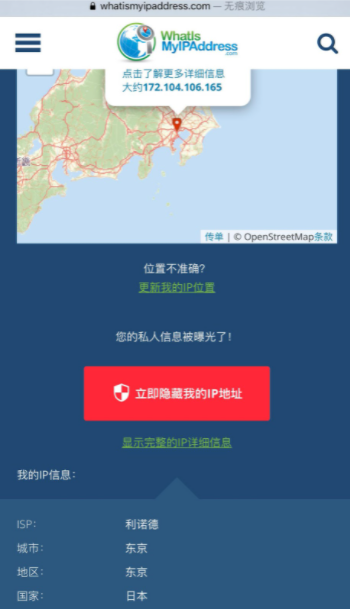 whatismyipaddress.com — 无痕浏览
WhatIs
MyIPAddress
.com
点击了解更多详细信息
大约172.104.106.165
传单 | © OpenStreetMap条款
位置不准确?
更新我的IP位置
您的私人信息被曝光了!
立即隐藏我的IP地址
显示完整的IP详细信息
我的IP信息:
ISP: 利诺德
城市: 东京
地区: 东京
国家: 日本